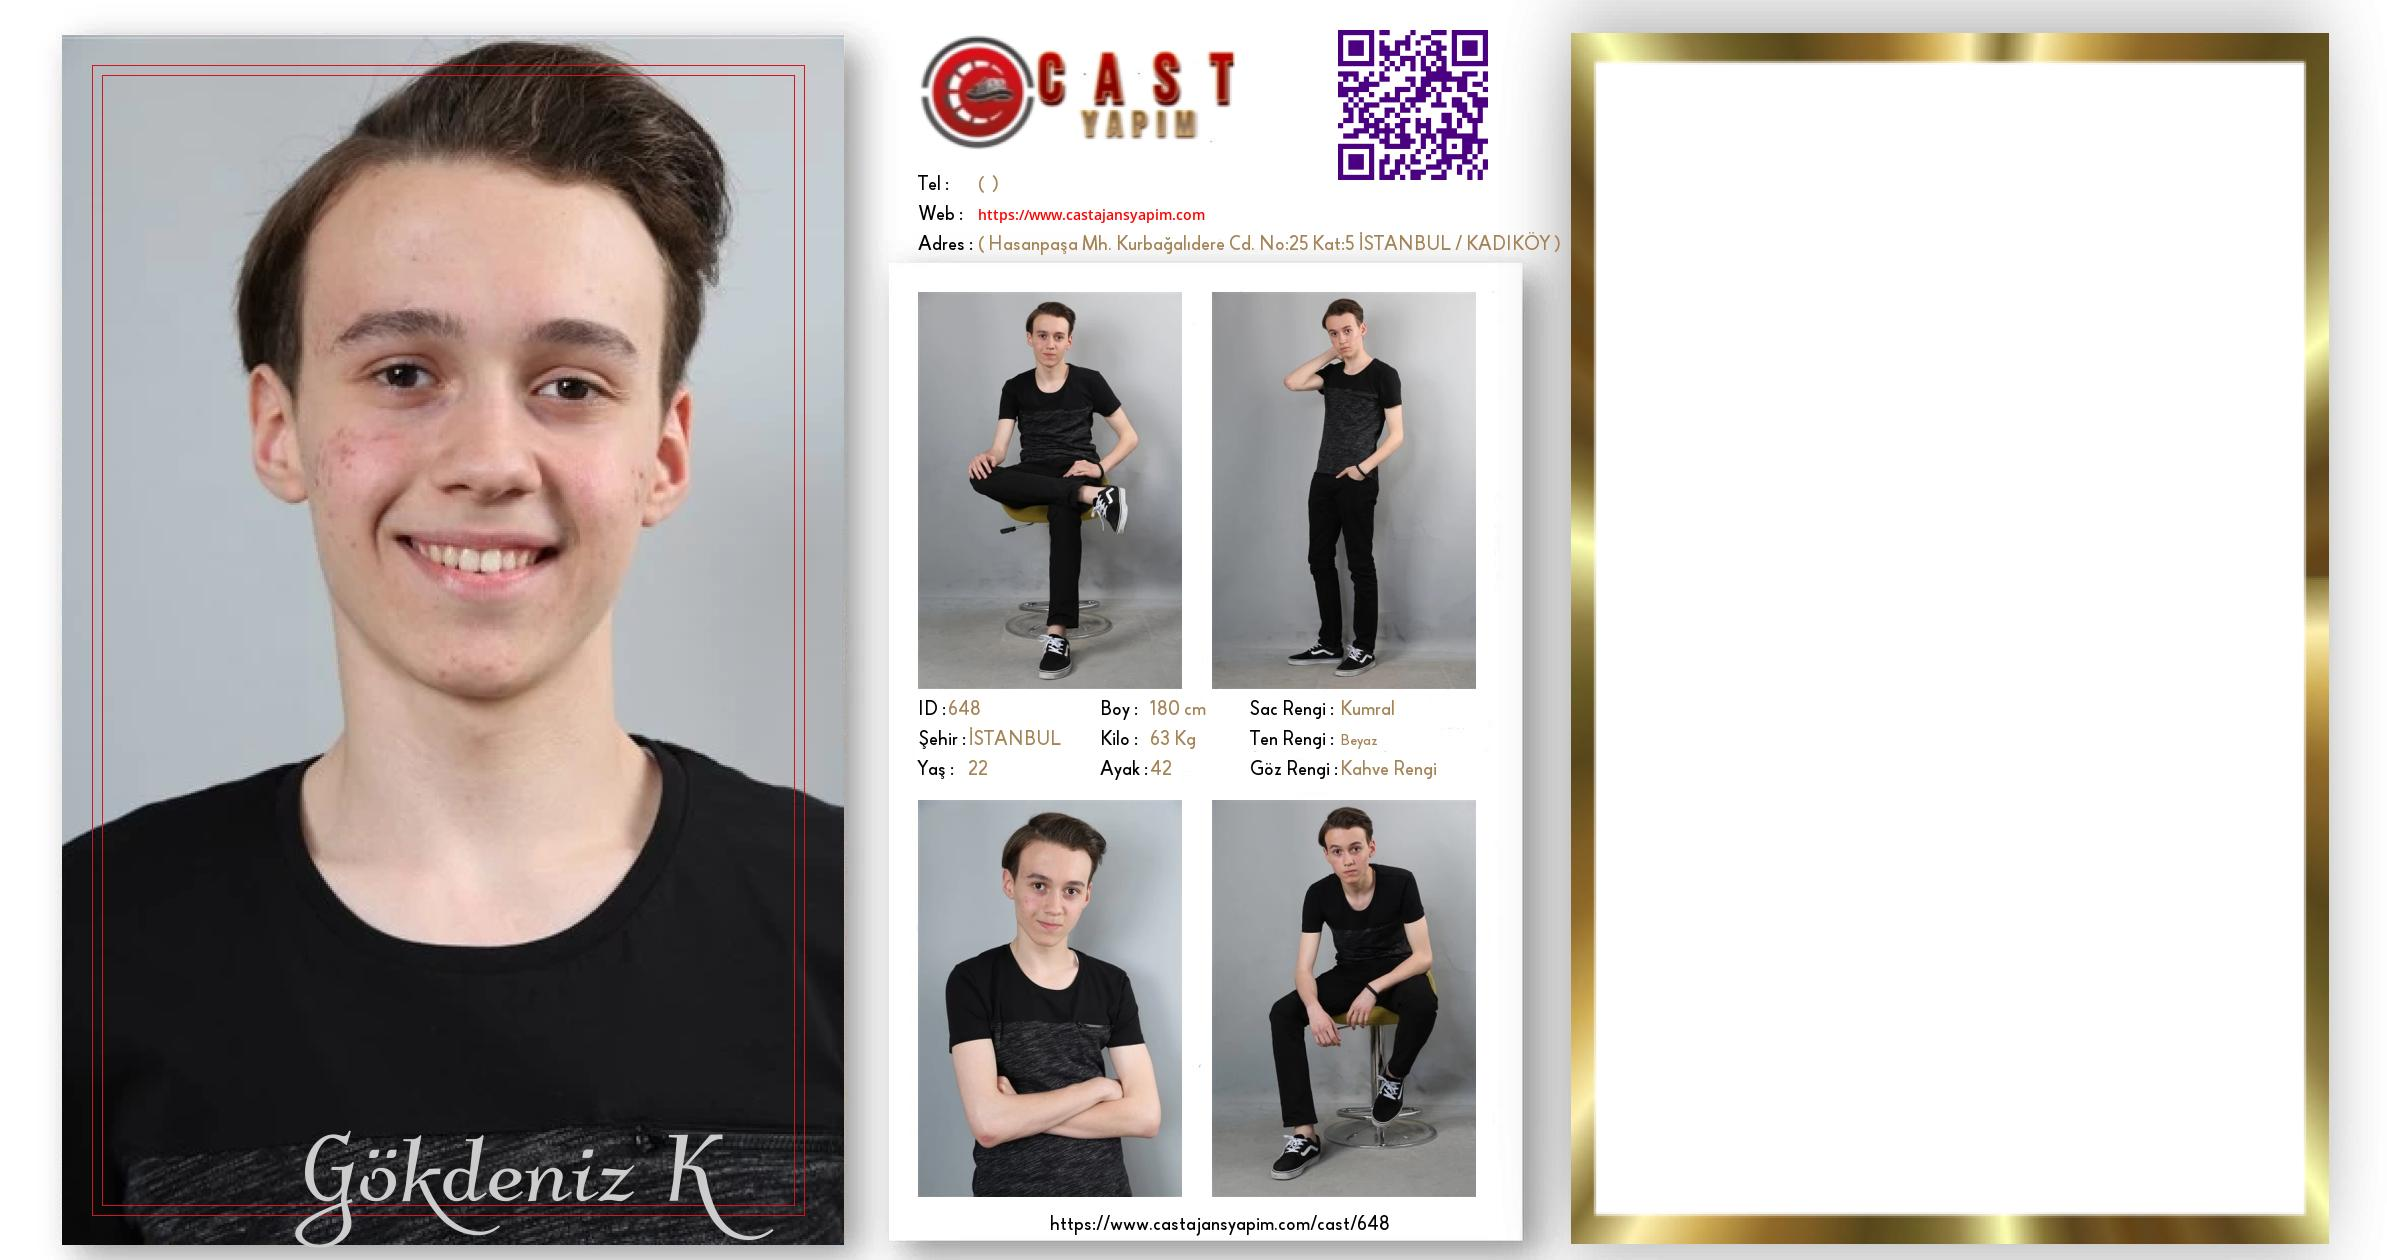 Gökdeniz K
CAST
YAPIM
Tel : ( )
Web : https://www.castajansyapim.com
Adres : ( Hasanpaşa Mh. Kurbağalıdere Cd. No:25 Kat:5 İSTANBUL / KADIKÖY )
ID : 648 Boy : 180 cm Sac Rengi : Kumral
Şehir : İSTANBUL Kilo : 63 Kg Ten Rengi : Beyaz
Yaş : 22 Ayak : 42 Göz Rengi : Kahve Rengi
https://www.castajansyapim.com/cast/648